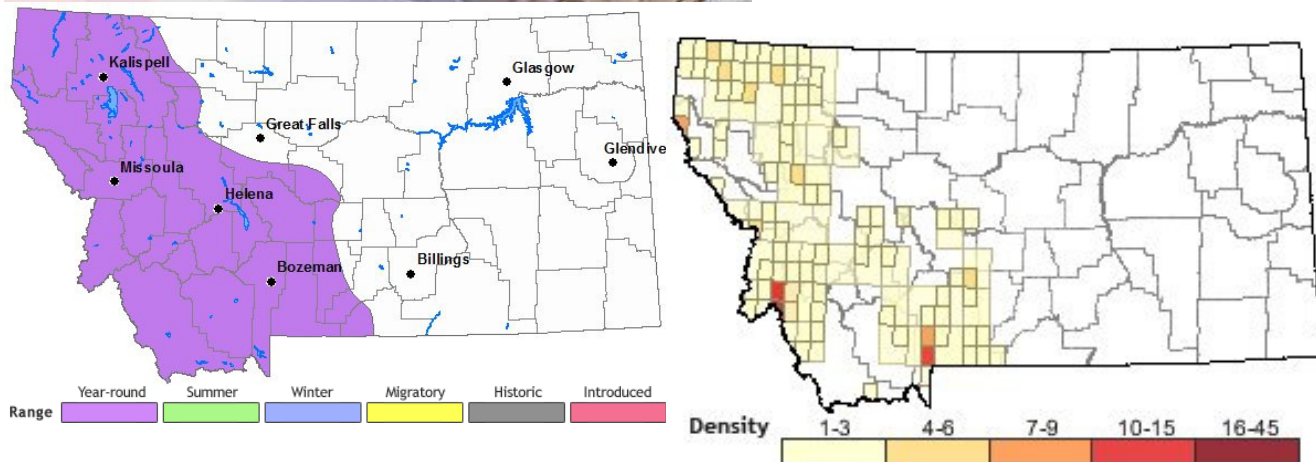 Kalispell
Glasgow
Great Falls
Glendive
Missoula
Helena
Bozeman
Billings
Year-round Summer Winter Migratory Historic Introduced
Range
Density 1-3 4-6 7-9 10-15 16-45